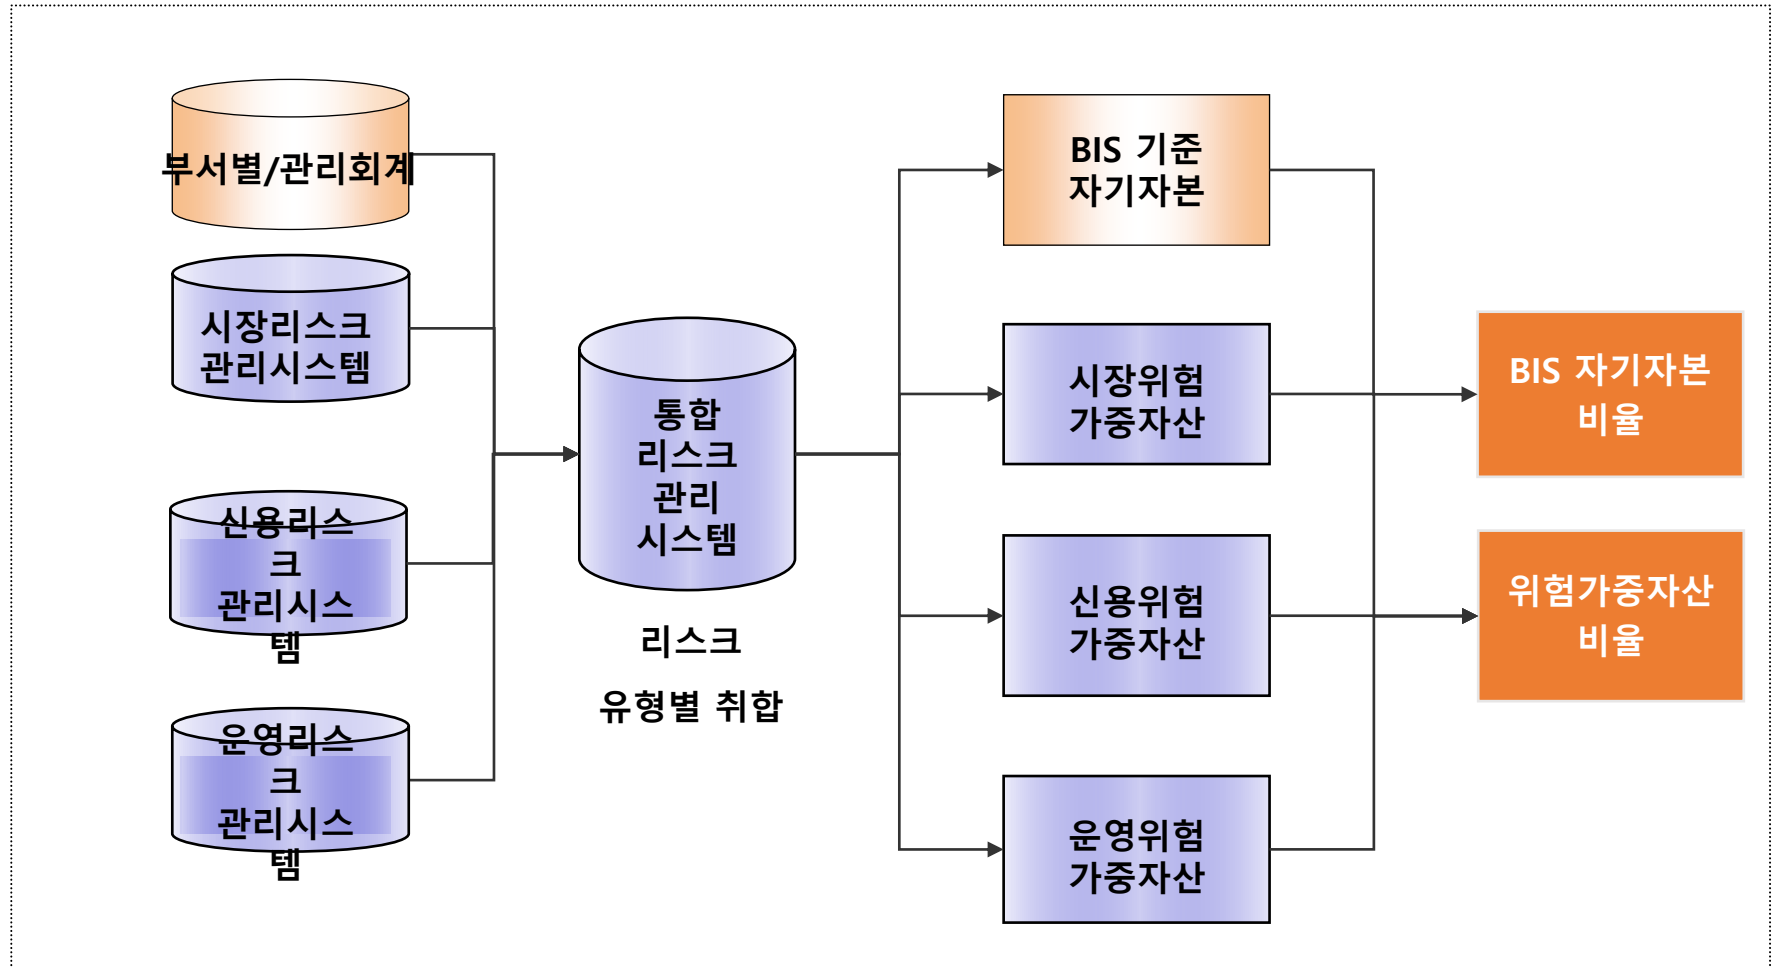 부서별/관리회계
시장리스크
관리시스템
신용리스
크
관리시스
템
운영리스
크
관리시스
템
통합
리스크
관리
시스템
리스크
유형별 취합
BIS 기준
자기자본
시장위험
가중자산
신용위험
가중자산
운영위험
가중자산
BIS 자기자본
비율
위험가중자산
비율